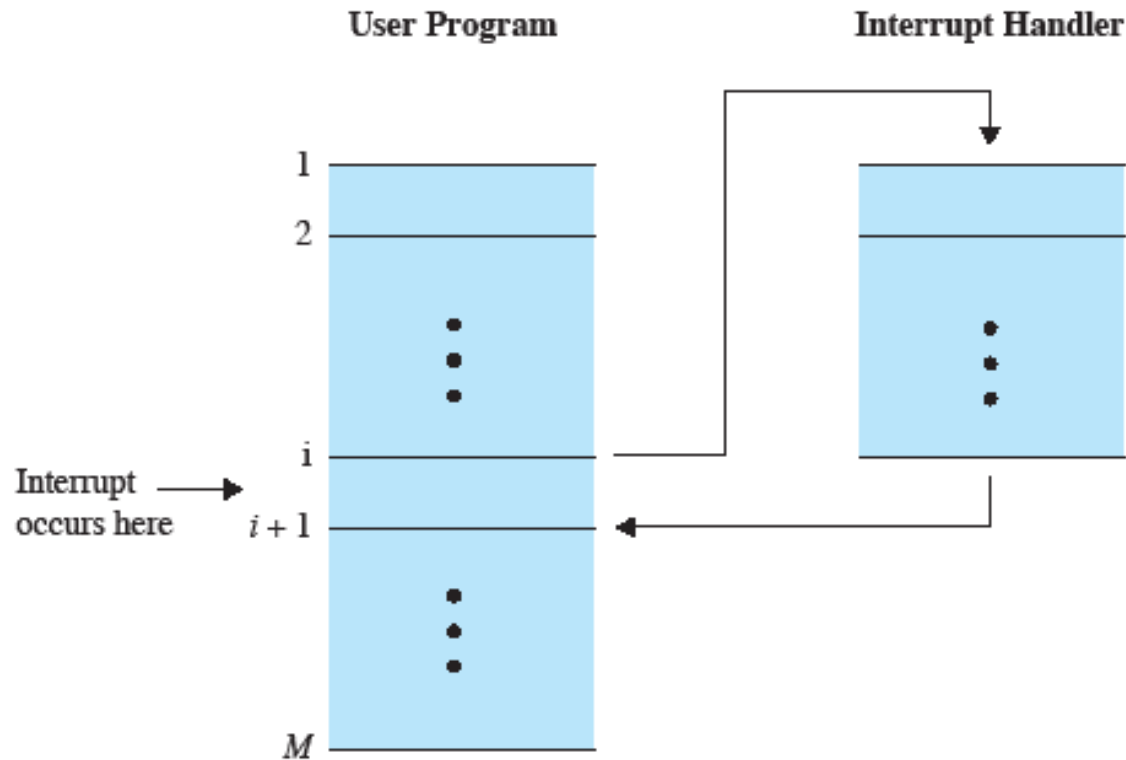 User Program
Interrupt Handler
1
2
i
Interrupt
occurs here
i + 1
M